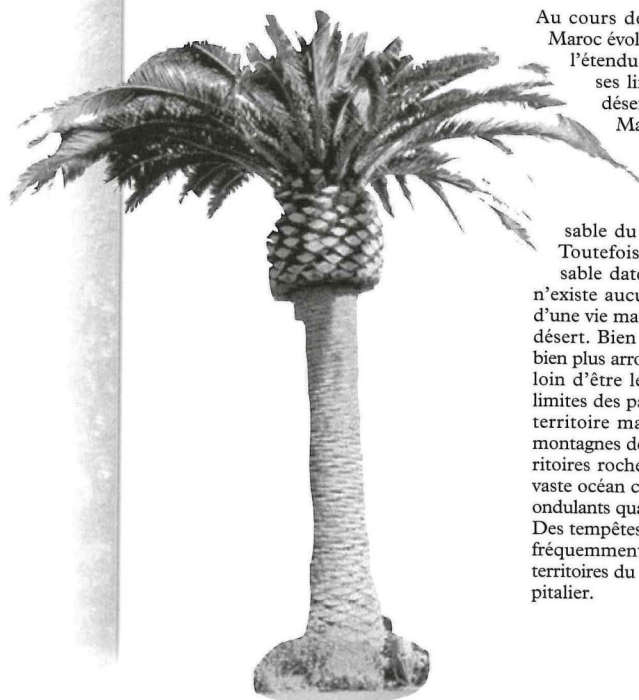 Au cours de
Maroc évol
l'étendu
ses li
déser
Ma
sable du
Toutefois
sable date
n'existe aucu
d'une vie ma
désert. Bien
bien plus arro
loin d'être le
limites des pa
territoire ma
montagnes de
ritoires roche
vaste océan c
ondulants qua
Des tempêtes
fréquemment
territoires du
pitalier.